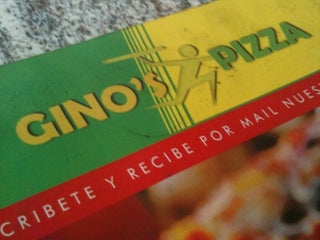 GINO'S PIZZA
CRIBETE Y RECIBE POR MAIL NUES